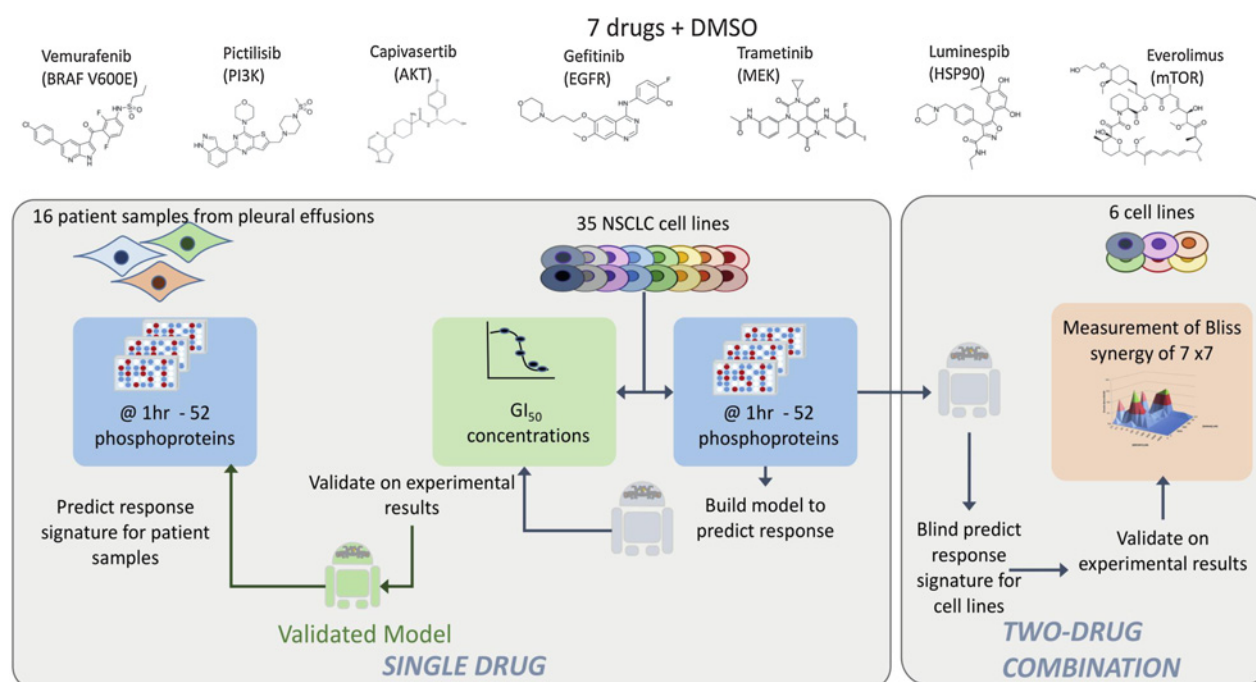 7 drugs + DMSO
Vemurafenib
(BRAF V600E)
Pictilisib
(PI3K)
Capivasertib
(AKT)
Gefitinib
(EGFR)
Trametinib
(MEK)
Luminespib
(HSP90)
Everolimus
(mTOR)
16 patient samples from pleural effusions
@ 1hr - 52
phosphoproteins
Predict response
signature for patient
samples
35 NSCLC cell lines
GI50
concentrations
@ 1hr - 52
phosphoproteins
Validate on experimental
results
Build model to
predict response
Validated Model
SINGLE DRUG
6 cell lines
Measurement of Bliss
synergy of 7 x7
Blind predict
response
signature for
cell lines
Validate on
experimental results
TWO-DRUG
COMBINATION